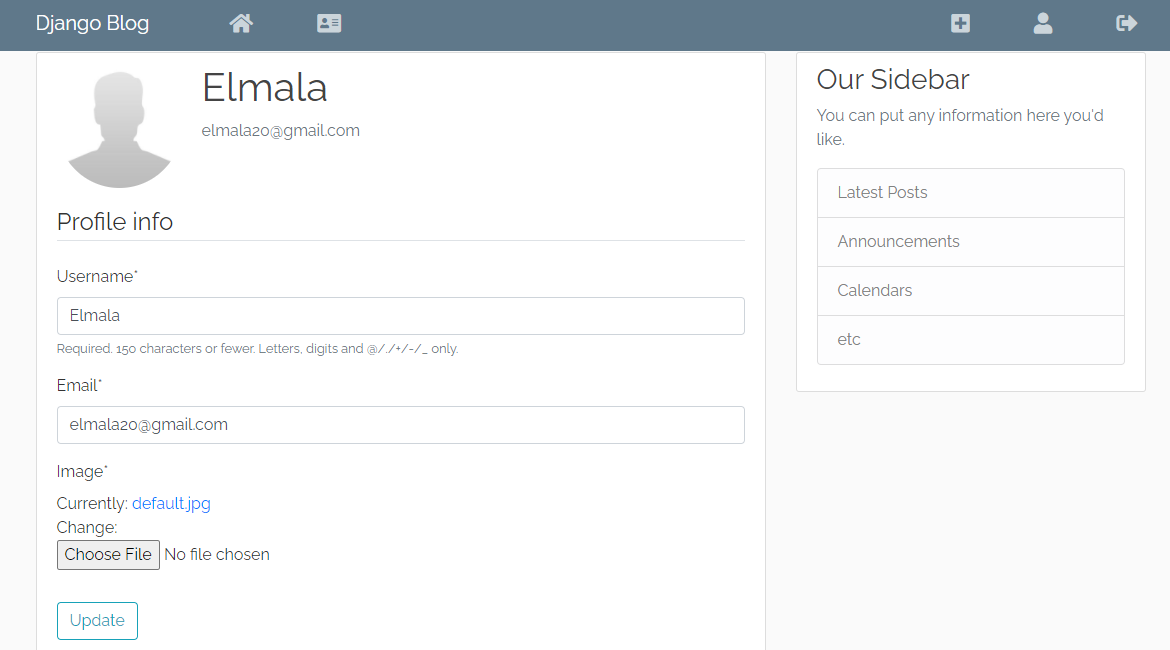 Django Blog
Elmala
elmala20@gmail.com
Profile info
Username*
Elmala
Required. 150 characters or fewer. Letters, digits and @/./+/-/_ only.
Email*
elmala20@gmail.com
Image*
Currently: default.jpg
Change:
Choose File No file chosen
Update
Our Sidebar
You can put any information here you'd
like.
Latest Posts
Announcements
Calendars
etc